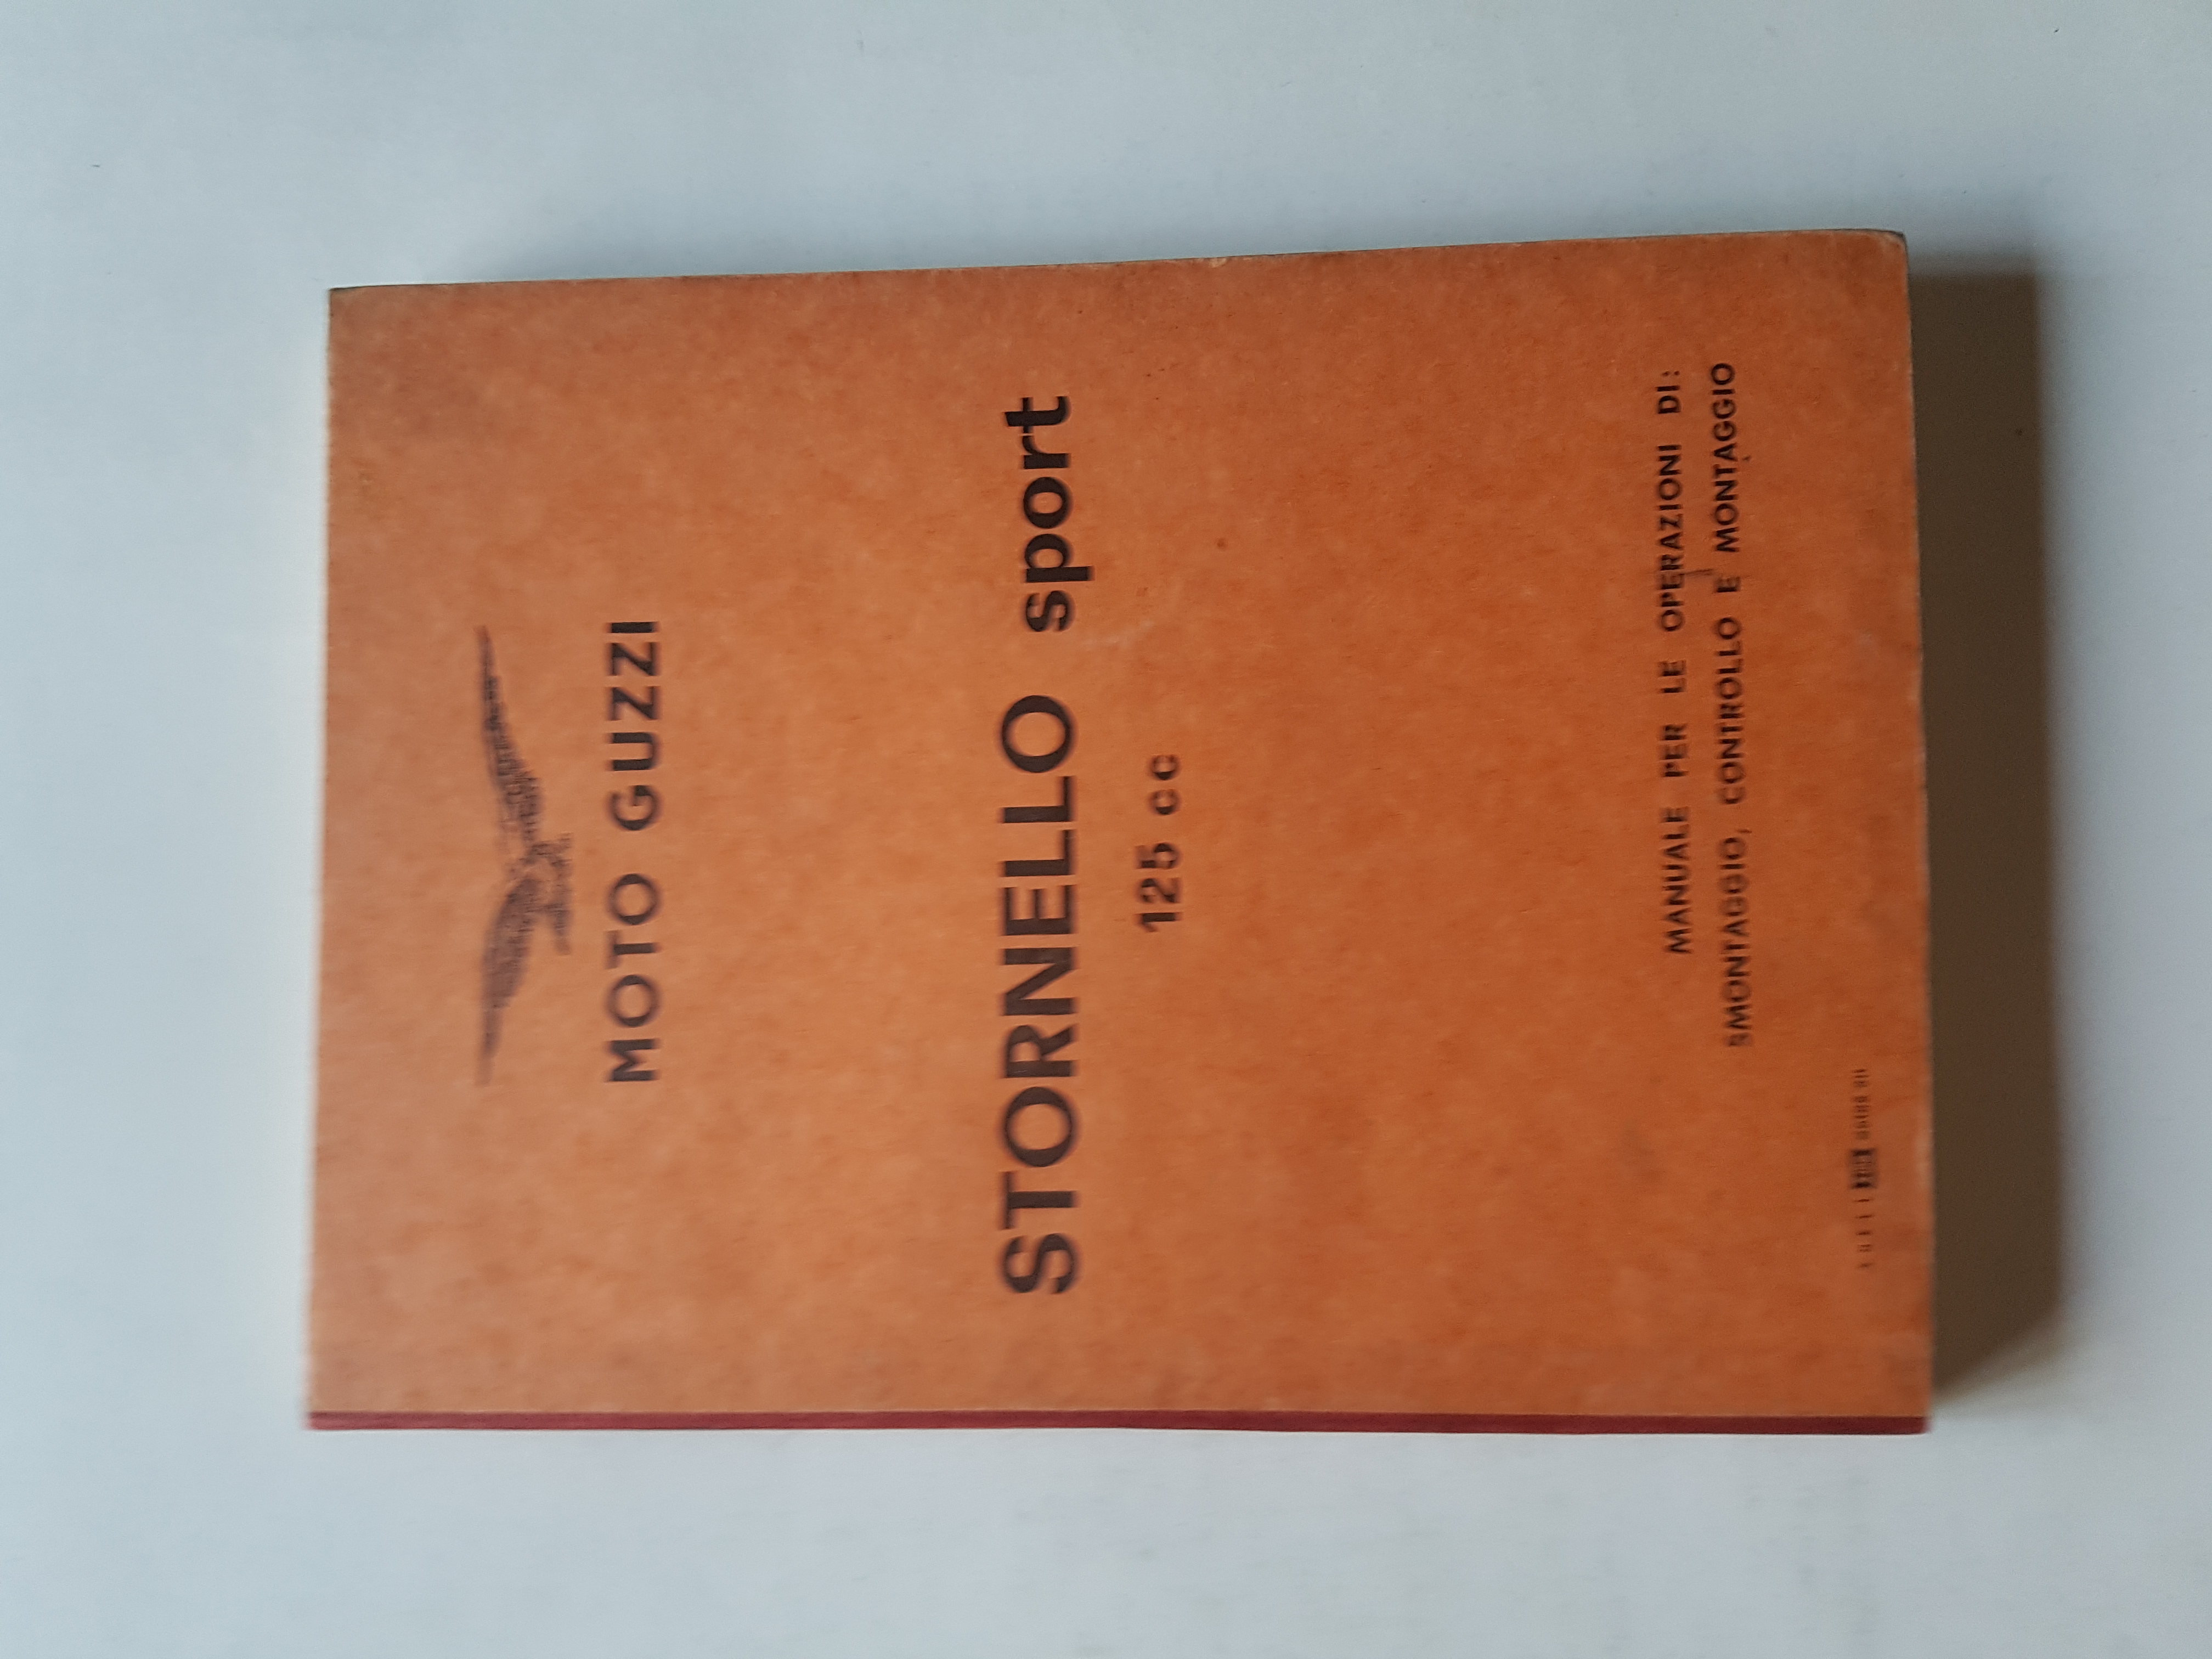 MOTO GUZZI
STORNELLO sport
125 cc
MANUALE PER LE OPERAZIONI DI:
SMONTAGGIO, CONTROLLO E MONTAGGIO